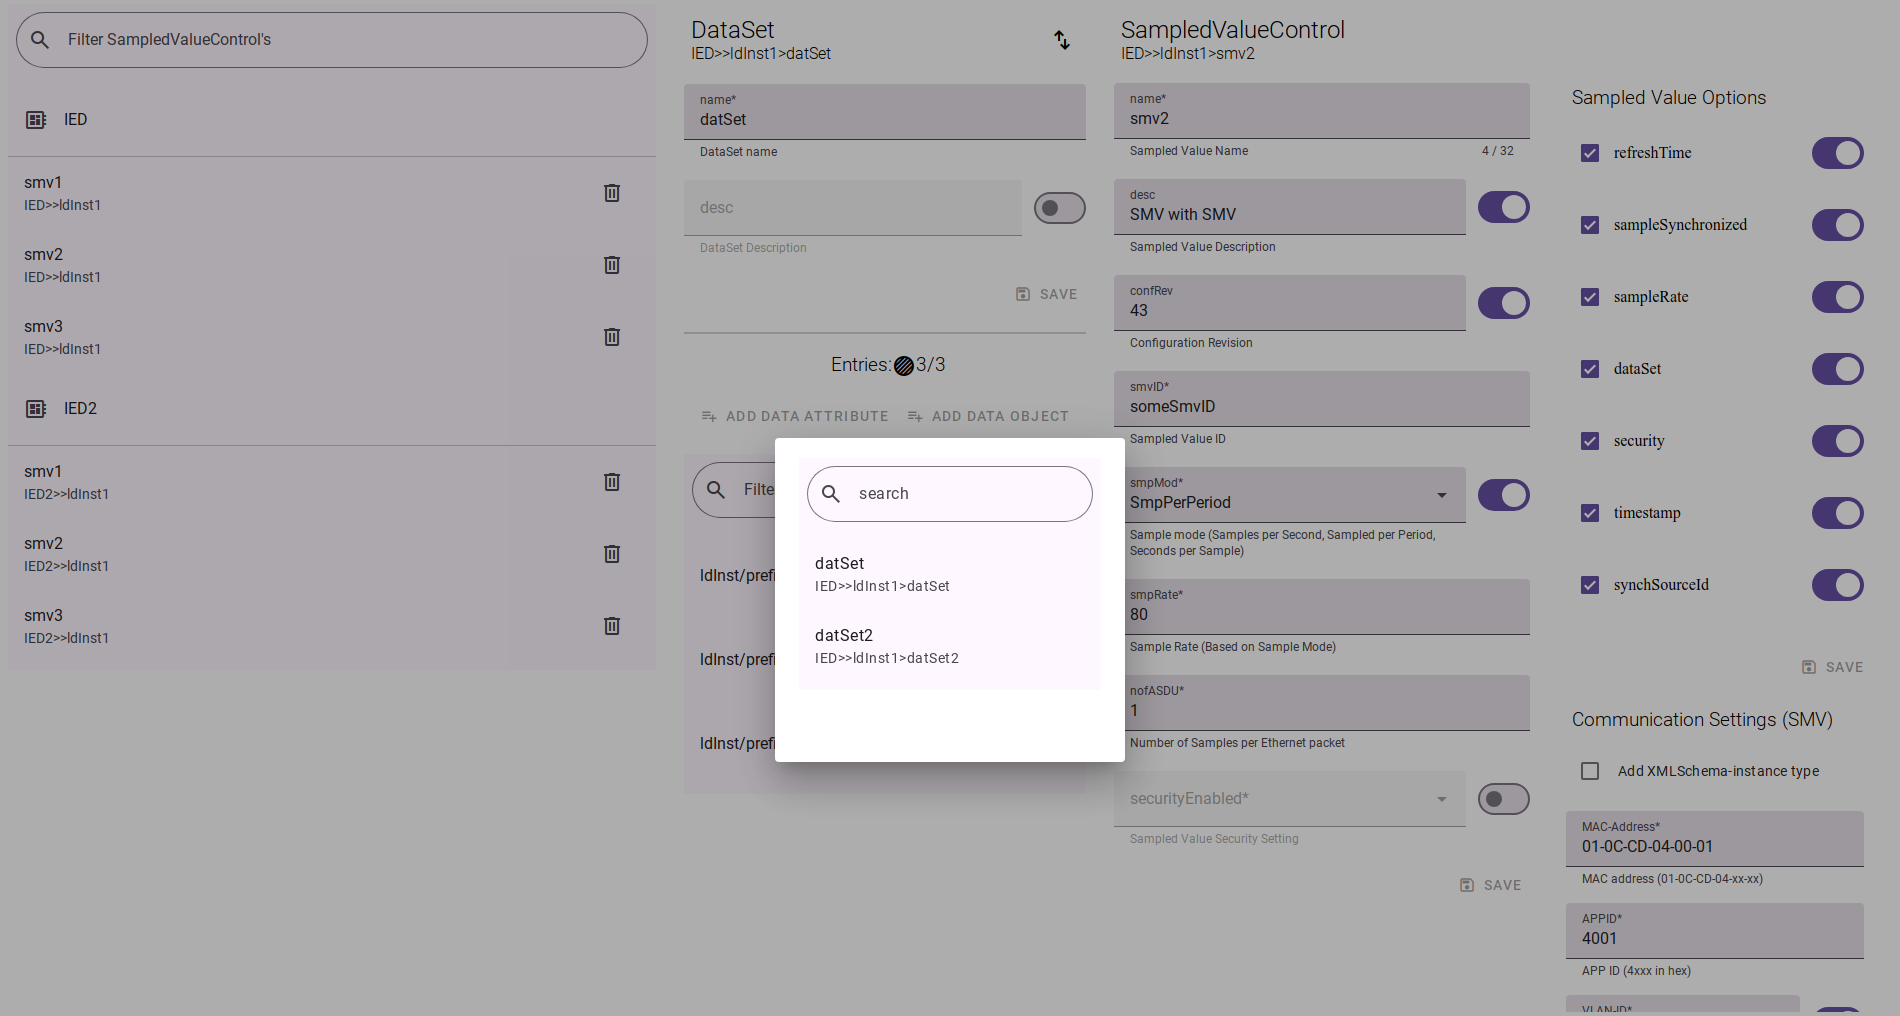 Filter SampledValueControl's
IED
smv1
IED>>ldInst1
smv2
IED>>ldInst1
smv3
IED>>ldInst1
IED2
smv1
IED2>>ldInst1
smv2
IED2>>ldInst1
smv3
IED2>>ldInst1
DataSet
IED>>ldInst1>datSet
name*
datSet
DataSet name
desc
DataSet Description
SAVE
Entries: 3/3
ADD DATA ATTRIBUTE ADD DATA OBJECT
ldInst/prefi
ldInst/prefi
ldInst/prefi
search
datSet
IED>>ldInst1>datSet
datSet2
IED>>ldInst1>datSet2
SampledValueControl
IED>>ldInst1>smv2
name*
smv2
Sampled Value Name 4 / 32
desc
SMV with SMV
Sampled Value Description
confRev
43
Configuration Revision
smvID*
someSmvID
Sampled Value ID
smpMod*
SmpPerPeriod
Sample mode (Samples per Second, Sampled per Period,
Seconds per Sample)
smpRate*
80
Sample Rate (Based on Sample Mode)
nofASDU*
1
Number of Samples per Ethernet packet
securityEnabled*
Sampled Value Security Setting
SAVE
Sampled Value Options
refreshTime
sampleSynchronized
sampleRate
dataSet
security
timestamp
synchSourceId
SAVE
Communication Settings (SMV)
Add XMLSchema-instance type
MAC-Address*
01-0C-CD-04-00-01
MAC address (01-0C-CD-04-xx-xx)
APPID*
4001
APP ID (4xxx in hex)
VLAN-ID*